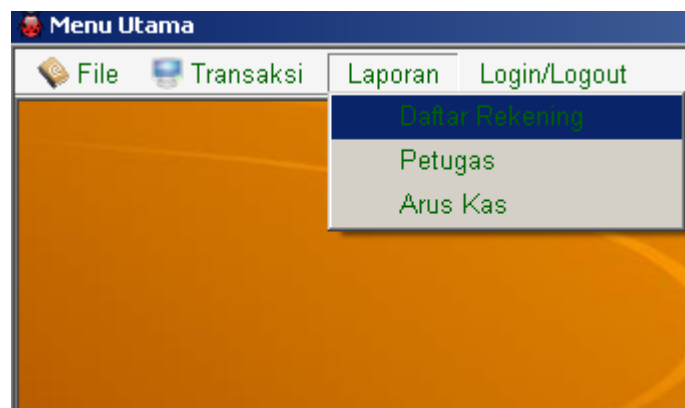 Menu Utama
File Transaksi Laporan Login/Logout
Daftar Rekening
Petugas
Arus Kas